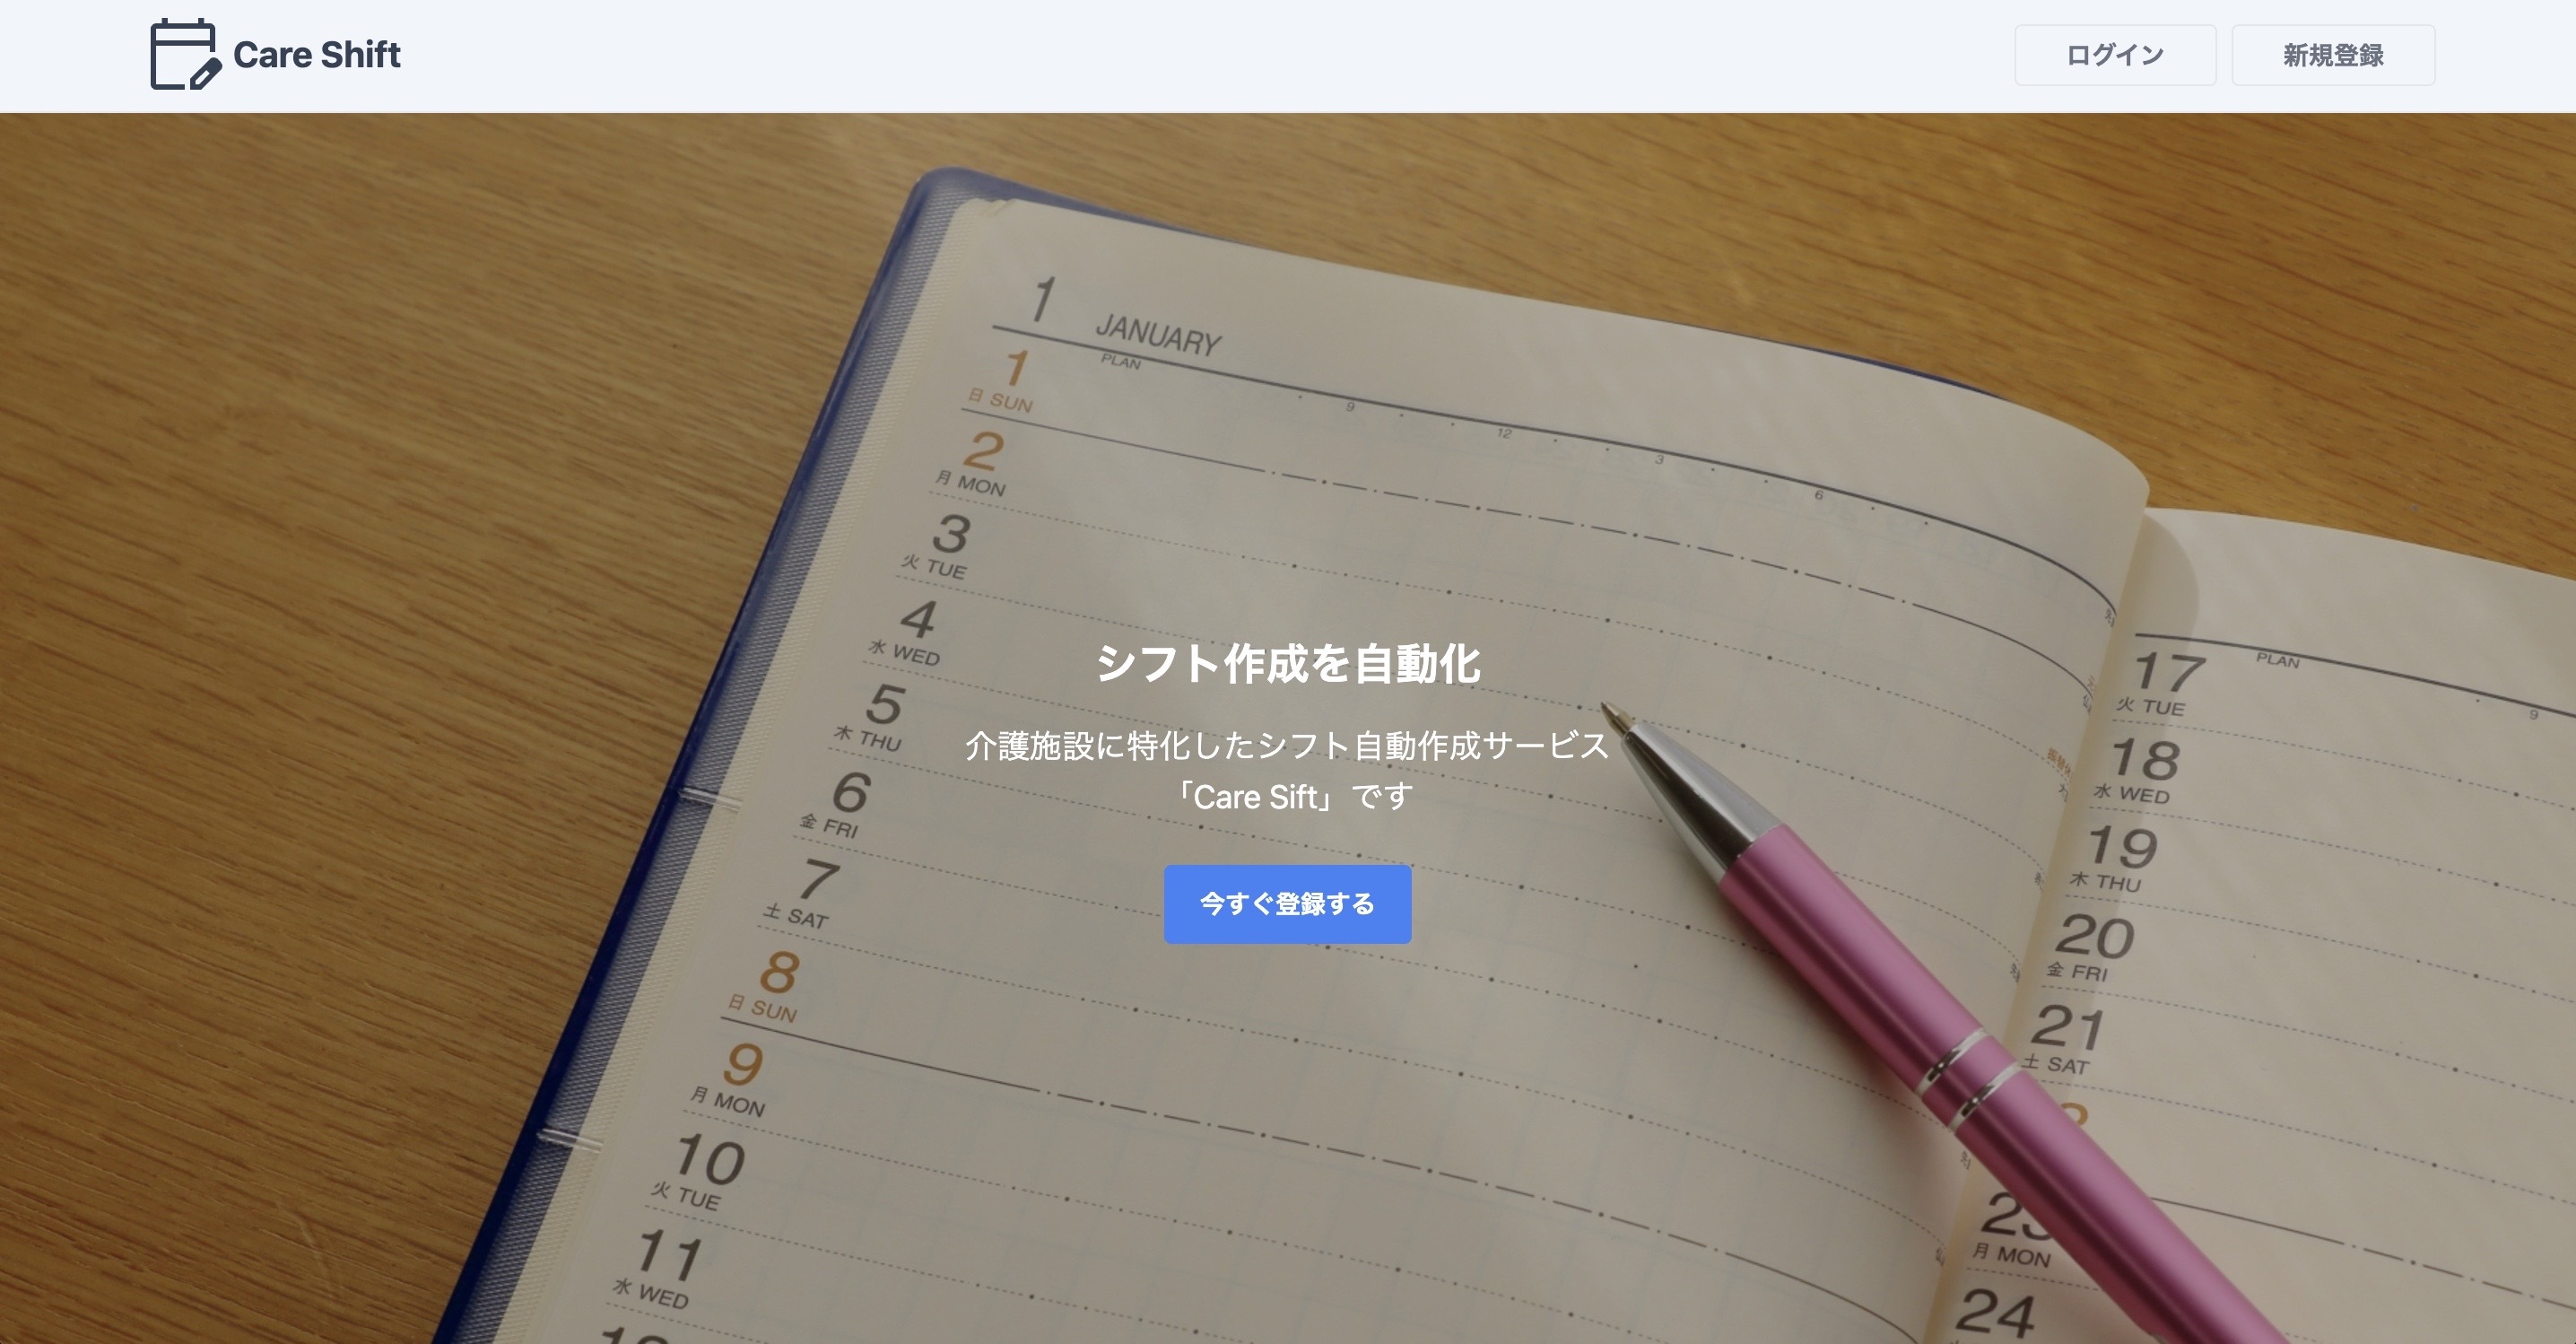 Care Shift
ログイン
新規登録
1 JANUARY
PLAN
9 12 3 6
1
日 SUN
2
月 MON
3
火 TUE
4
水 WED
5
木 THU
6
金 FRI
7
土 SAT
8
日 SUN
9
月 MON
10
火 TUE
11
水 WED
シフト作成を自動化
介護施設に特化したシフト自動作成サービス
「Care Sift」 です
今すぐ登録する
PLAN
9
17
火 TUE
18
水 WED
19
木 THU
20
金 FRI
21
土 SAT
月 MON
24